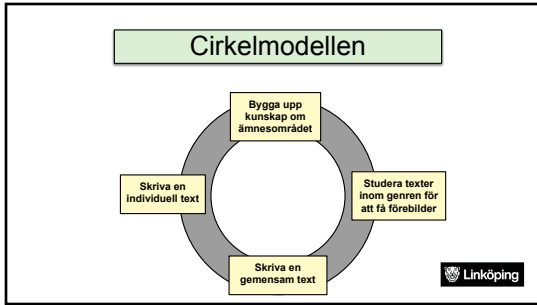 Cirkelmodellen
Bygga upp
kunskap om
ämnesområdet
Studera texter
inom genren för
att få förebilder
Skriva en
gemensam text
Skriva en
individuell text
Linköping